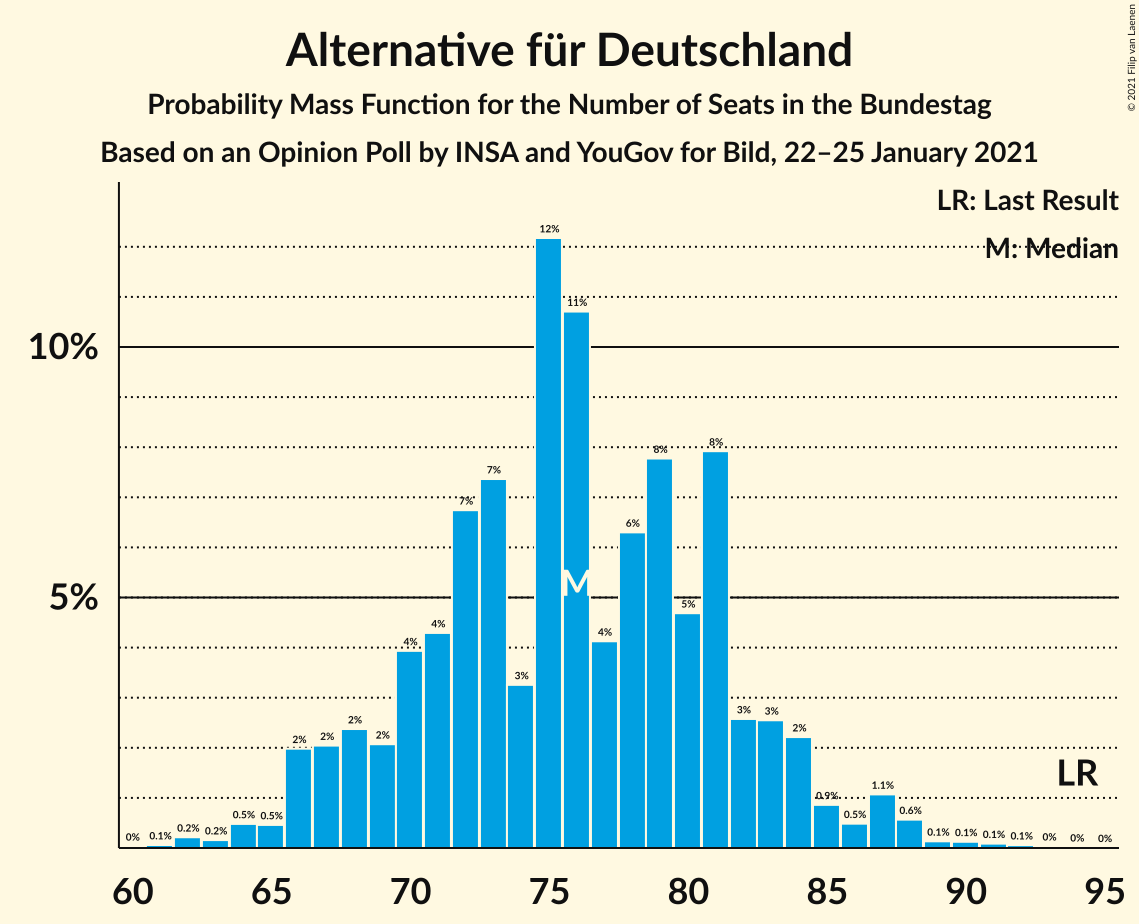 Alternative für Deutschland
Probability Mass Function for the Number of Seats in the Bundestag
Based on an Opinion Poll by INSA and YouGov for Bild, 22–25 January 2021
© 2021 Filip van Laenen
LR: Last Result
M: Median
10%
5%
0% 0.1% 0.2% 0.2% 0.5% 0.5% 2% 2% 2% 2% 4% 4% 7% 7% 3% 12% 11% 4% 6% 8% 5% 8% 3% 3% 2% 0.9% 0.5% 1.1% 0.6% 0.1% 0.1% 0.1% 0.1% 0% 0% 0%
M
LR
60 65 70 75 80 85 90 95